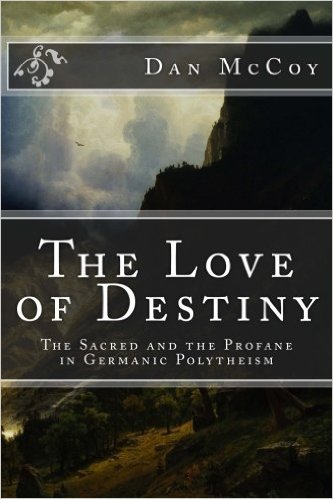 Dan McCoy
The Love
of Destiny
The Sacred and the Profane
in Germanic Polytheism